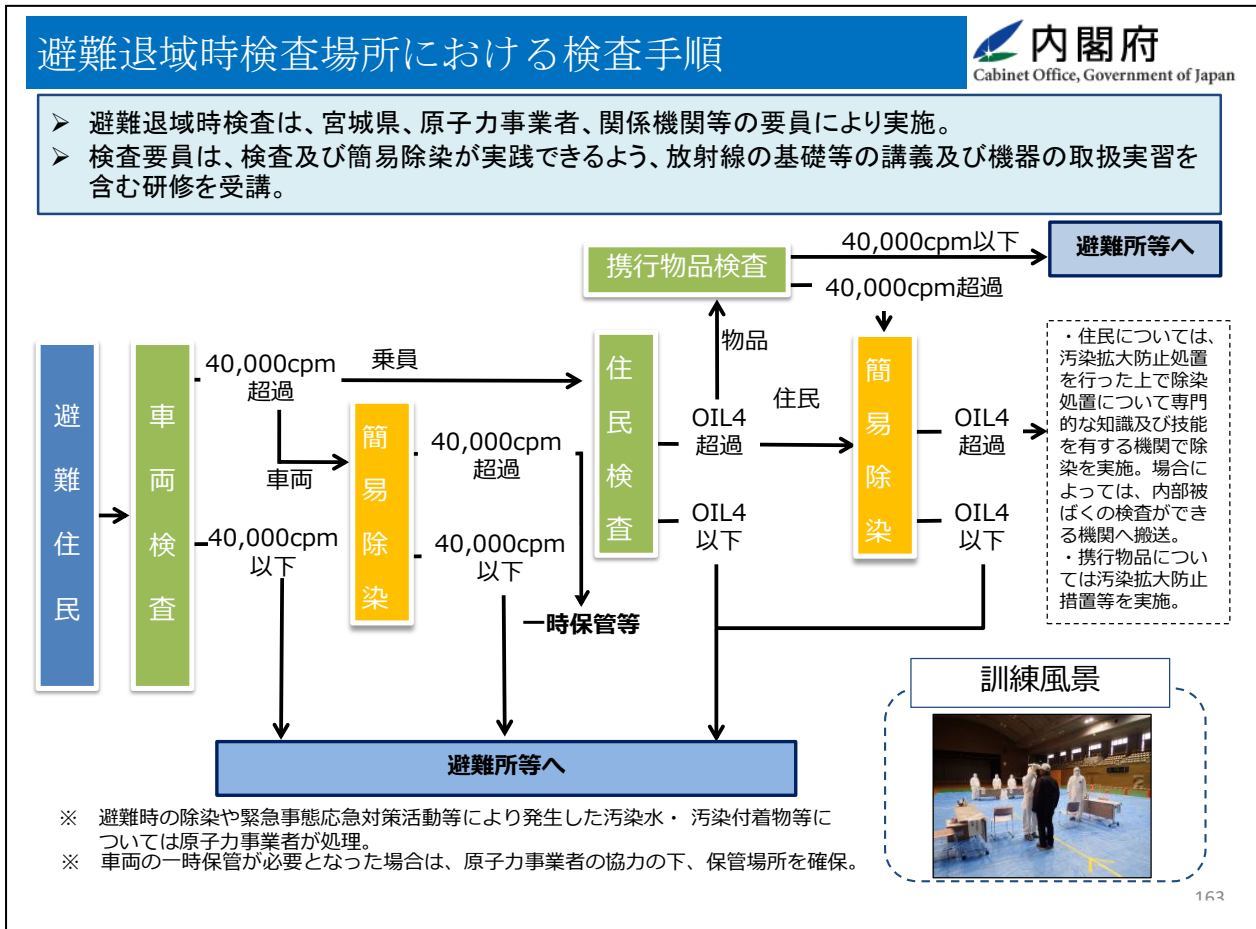 避難退域時検査場所における検査手順
内閣府
Cabinet Office, Government of Japan
➢ 避難退域時検査は、宮城県、原子力事業者、関係機関等の要員により実施。
➢ 検査要員は、検査及び簡易除染が実践できるよう、放射線の基礎等の講義及び機器の取扱実習を
含む研修を受講。
避難住民
車両検査
40,000cpm
超過
乗員
車両
40,000cpm
以下
簡易除染
40,000cpm
超過
40,000cpm
以下
一時保管等
住民検査
物品
携行物品検査
40,000cpm以下
避難所等へ
40,000cpm超過
OIL4
超過
住民
OIL4
以下
簡易除染
OIL4
超過
OIL4
以下
・住民については、
汚染拡大防止処置
を行った上で除染
処置について専門
的な知識及び技能
を有する機関で除
染を実施。場合に
よっては、内部被
ばくの検査ができ
る機関へ搬送。
・携行物品につい
ては汚染拡大防止
措置等を実施。
避難所等へ
訓練風景
※ 避難時の除染や緊急事態応急対策活動等により発生した汚染水・ 汚染付着物等に
ついては原子力事業者が処理。
※ 車両の一時保管が必要となった場合は、原子力事業者の協力の下、保管場所を確保。
163